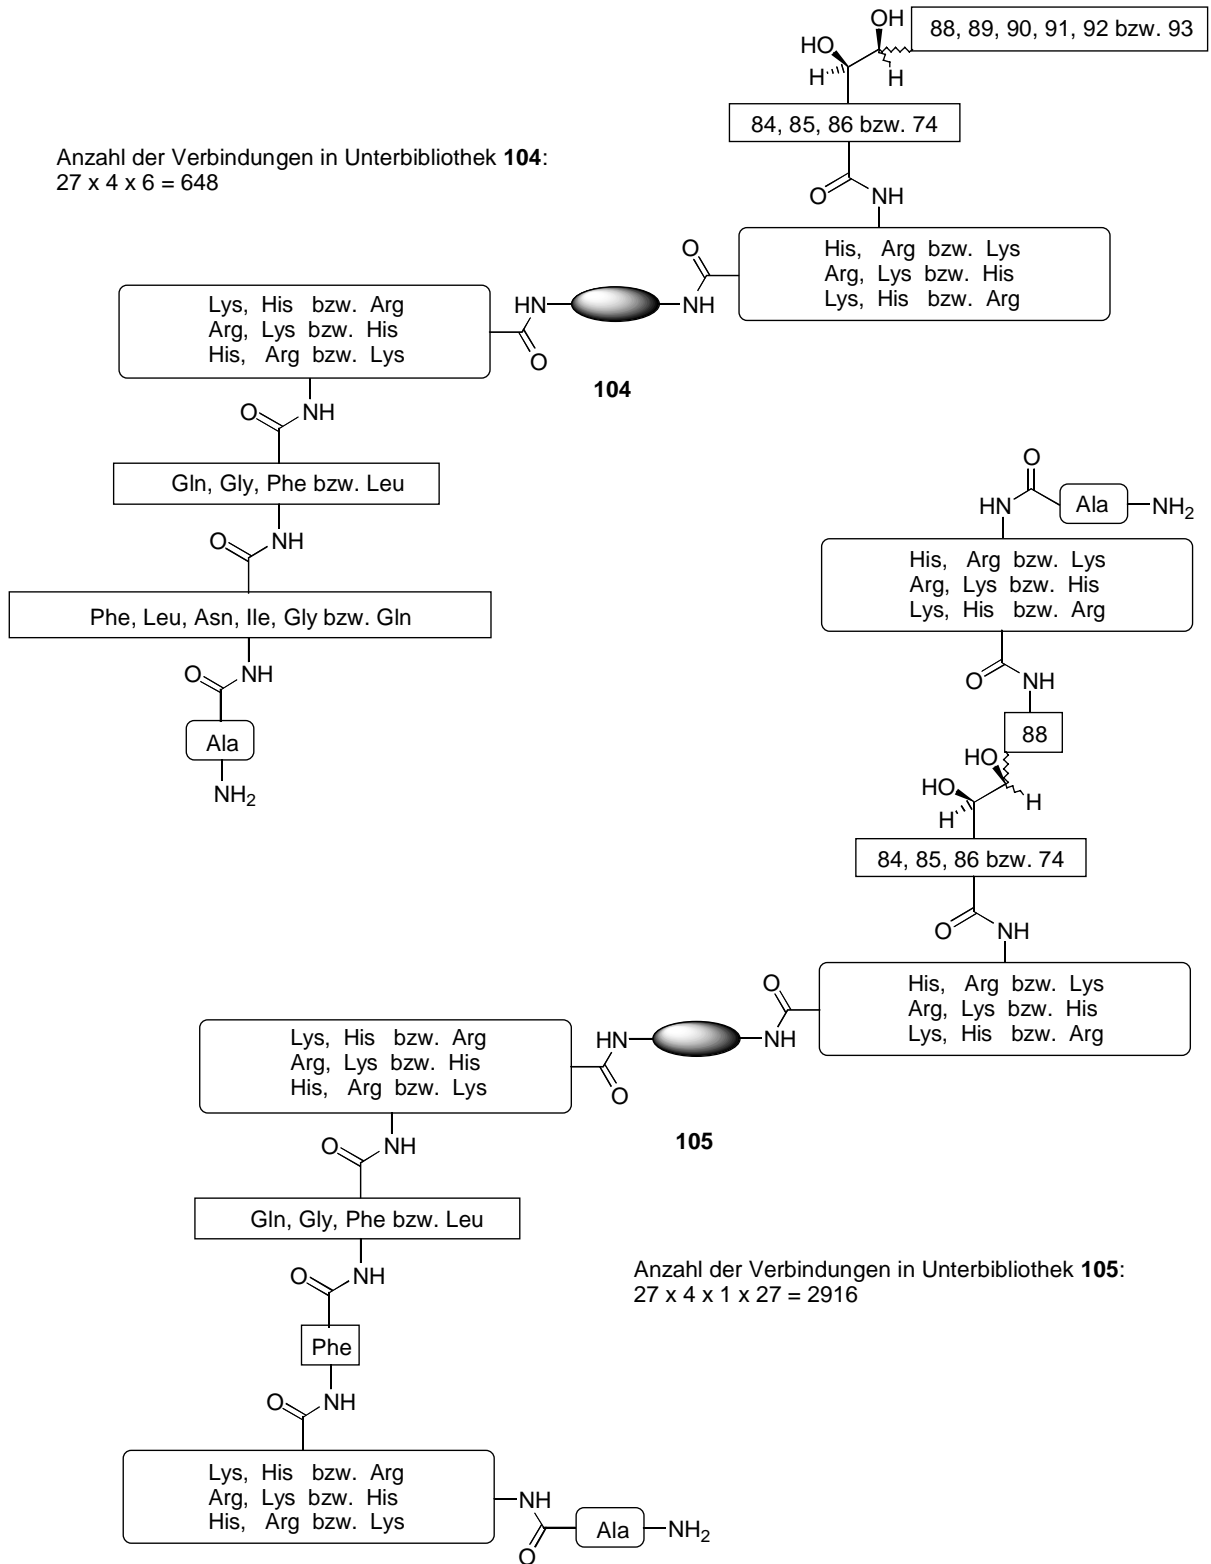 OH
88, 89, 90, 91, 92 bzw. 93
HO
H
H
84, 85, 86 bzw. 74
Anzahl der Verbindungen in Unterbibliothek 104:
27 x 4 x 6 = 648
O
NH
His, Arg bzw. Lys
Arg, Lys bzw. His
Lys, His bzw. Arg
O
HN
NH
Lys, His bzw. Arg
Arg, Lys bzw. His
His, Arg bzw. Lys
O
104
O
NH
Gln, Gly, Phe bzw. Leu
O
NH
Phe, Leu, Asn, Ile, Gly bzw. Gln
O
NH
Ala
NH2
O
HN
Ala
NH2
His, Arg bzw. Lys
Arg, Lys bzw. His
Lys, His bzw. Arg
O
NH
88
HO
HO
H
H
84, 85, 86 bzw. 74
O
NH
His, Arg bzw. Lys
Arg, Lys bzw. His
Lys, His bzw. Arg
O
HN
NH
Lys, His bzw. Arg
Arg, Lys bzw. His
His, Arg bzw. Lys
O
105
O
NH
Gln, Gly, Phe bzw. Leu
Anzahl der Verbindungen in Unterbibliothek 105:
27 x 4 x 1 x 27 = 2916
O
NH
Phe
O
NH
Lys, His bzw. Arg
Arg, Lys bzw. His
His, Arg bzw. Lys
NH
O
Ala
NH2